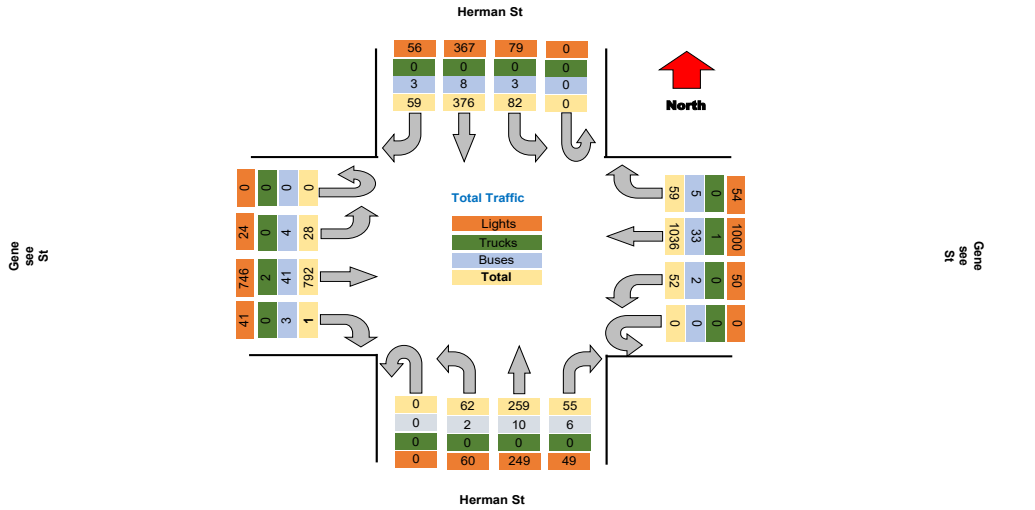 Herman St
56 367 79 0
0 0 0 0
3 8 3 0
59 376 82 0
North
0 0 0 0
24 0 4 28
746 2 41 792
41 0 3 1
Gene
see
St
Total Traffic
Lights
Trucks
Buses
Total
59 5 0 54
1036 33 1 1000
52 2 0 50
0 0 0 0
Gene
see
St
0 62 259 55
0 2 10 6
0 0 0 0
0 60 249 49
Herman St